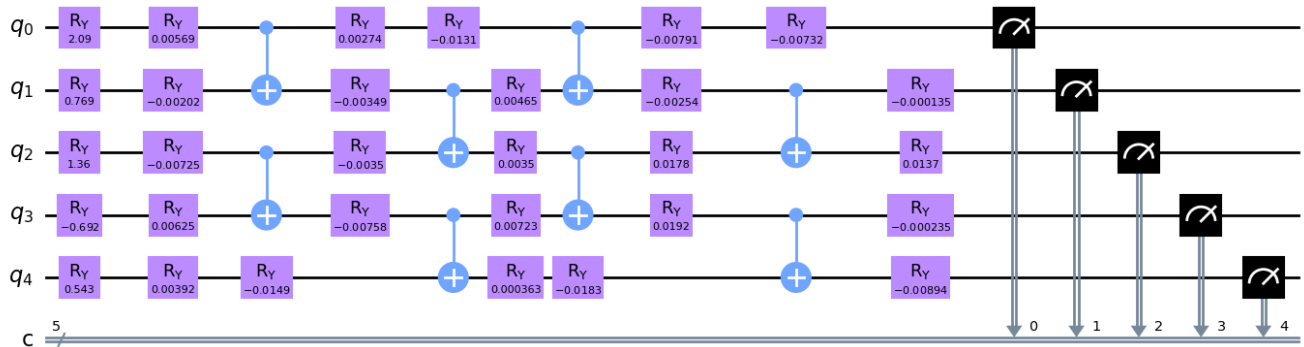 q0 RY 2.09 RY 0.00569 RY 0.00274 RY −0.0131 RY −0.00791 RY −0.00732
q1 RY 0.769 RY −0.00202 RY −0.00349 RY 0.00465 RY −0.00254 RY −0.000135
q2 RY 1.36 RY −0.00725 RY −0.0035 RY 0.0035 RY 0.0178 RY 0.0137
q3 RY −0.692 RY 0.00625 RY −0.00758 RY 0.00723 RY 0.0192 RY −0.000235
q4 RY 0.543 RY 0.00392 RY −0.0149 RY 0.000363 RY −0.0183 RY −0.00894
c 5 0 1 2 3 4